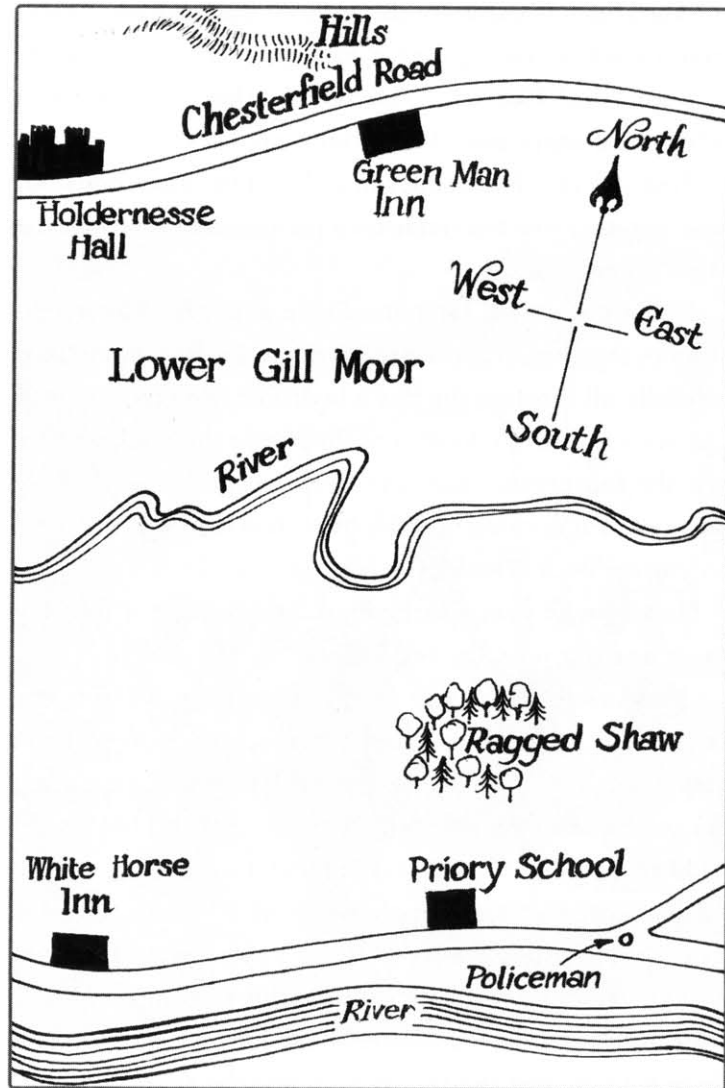 Hills
Chesterfield Road
Green Man
Inn
Holdernesse
Hall
North
West
East
South
Lower Gill Moor
River
Ragged Shaw
White Horse
Inn
Priory School
Policeman
River